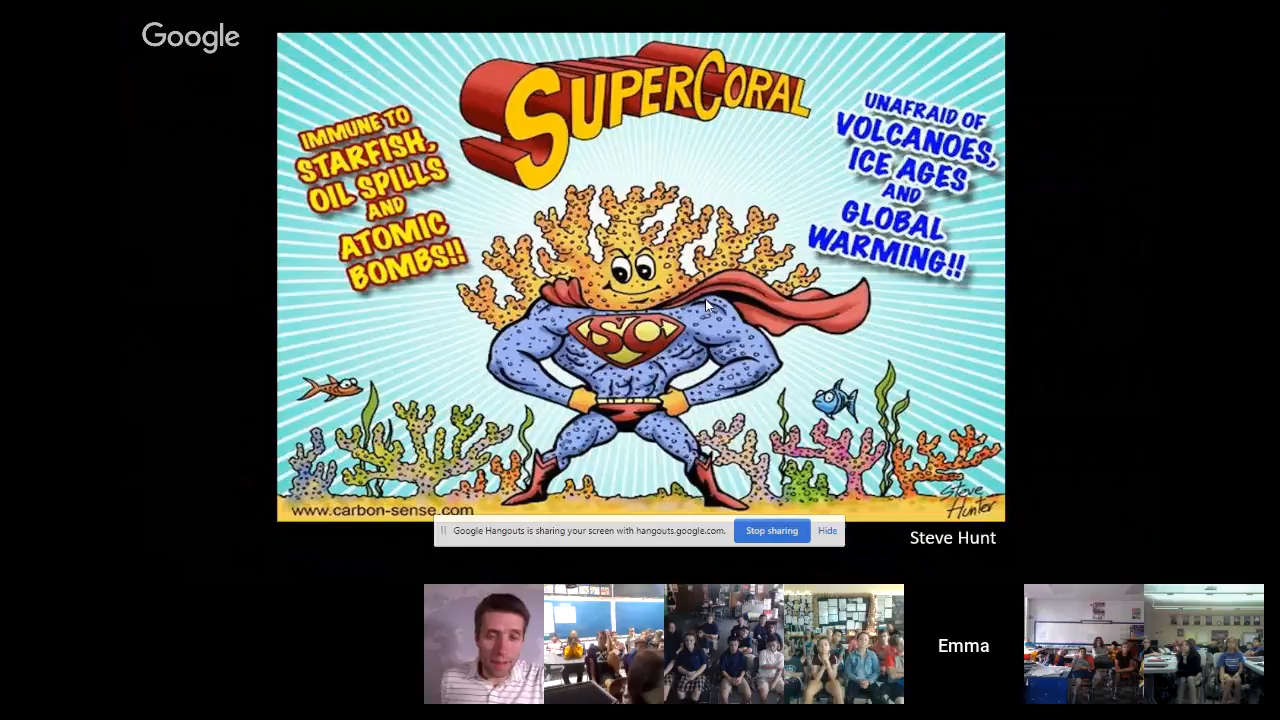 Google
SUPERCORAL
IMMUNE TO
STARFISH,
OIL SPILLS
AND
ATOMIC
BOMBS!!
UNAFRAID OF
VOLCANOES,
ICE AGES
AND
GLOBAL
WARMING!!
SC
www.carbon-sense.com
Steve
Hunter
Google Hangouts is sharing your screen with hangouts.google.com.
Stop sharing
Hide
Steve Hunt
Emma